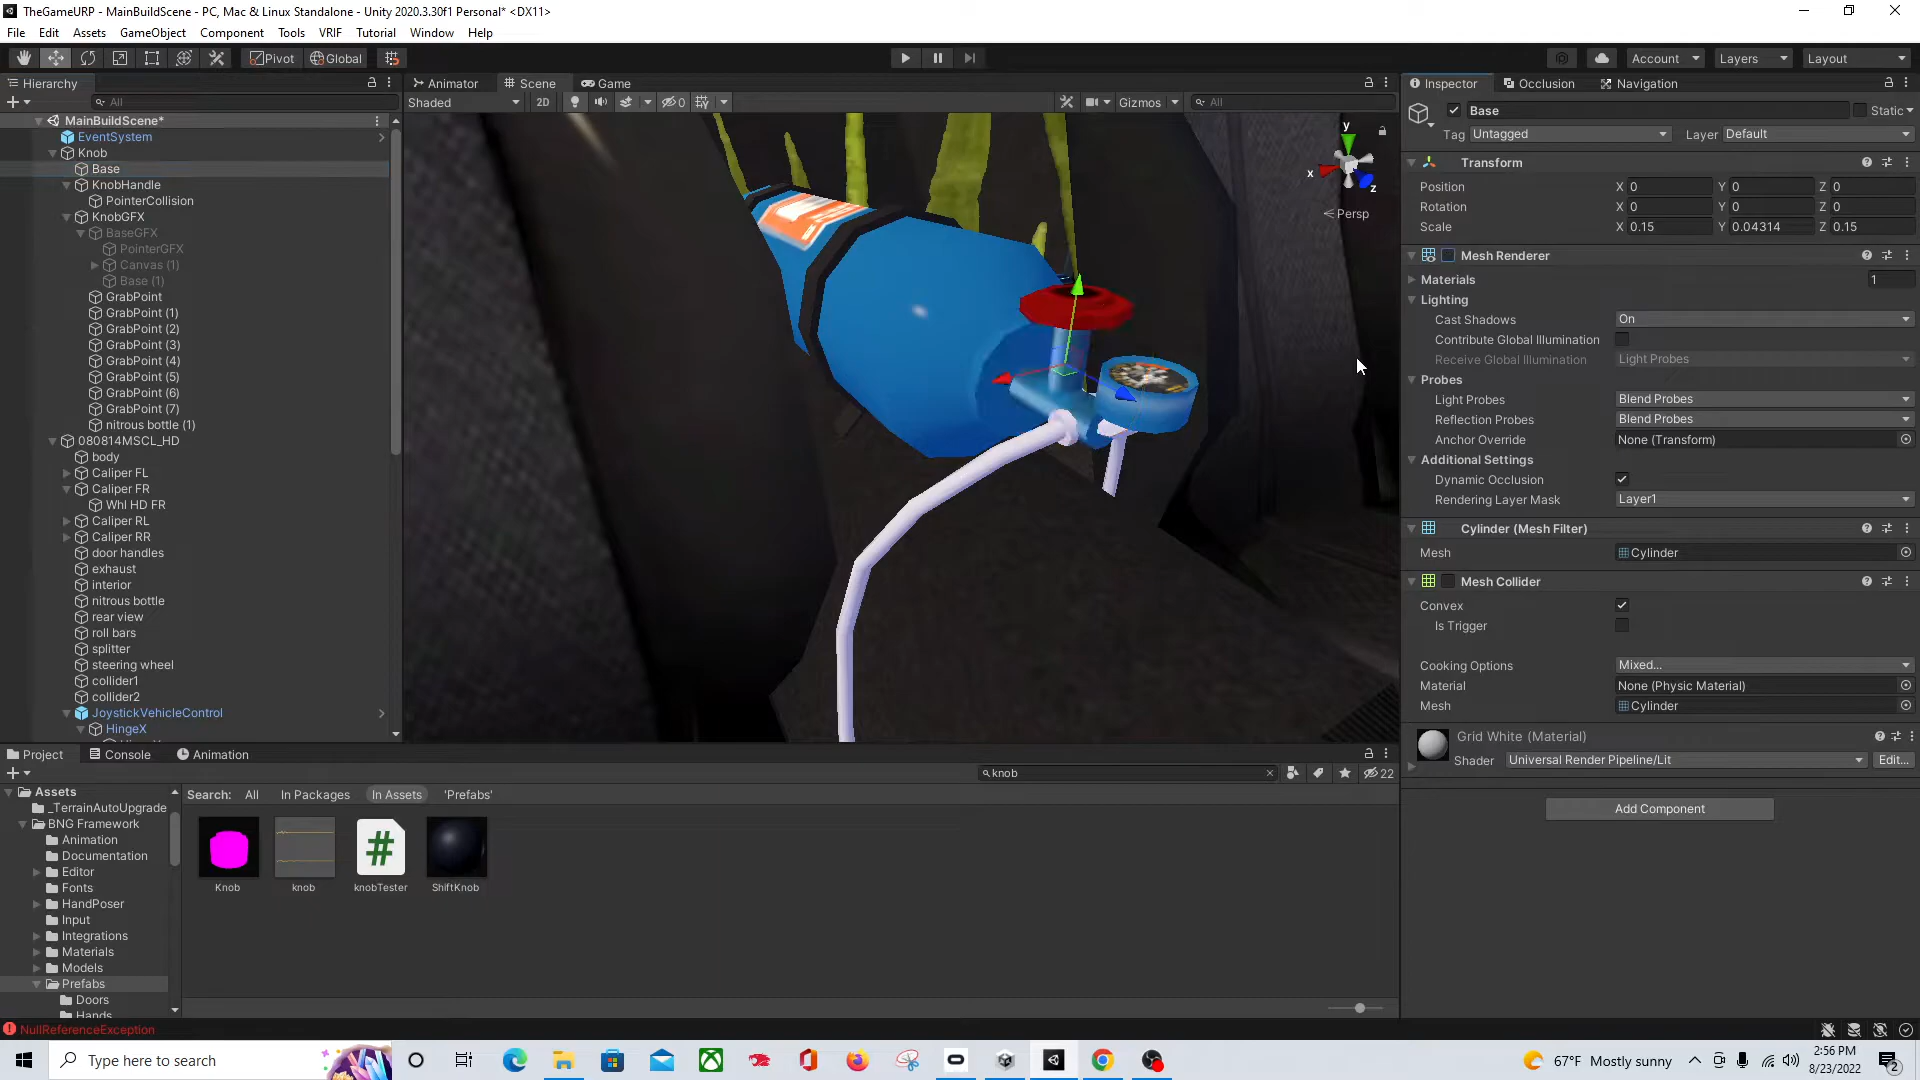 TheGameURP - MainBuildScene - PC, Mac & Linux Standalone - Unity 2020.3.30f1 Personal* <DX11>
File Edit Assets GameObject Component Tools VRIF Tutorial Window Help
Pivot Global Account Layers Layout
Hierarchy Animator Scene Game Inspector Occlusion Navigation
All Shaded 2D 0 Gizmos All Base Static
MainBuildScene*
EventSystem
Knob
Base
KnobHandle
PointerCollision
KnobGFX
BaseGFX
PointerGFX
Canvas (1)
Base (1)
GrabPoint
GrabPoint (1)
GrabPoint (2)
GrabPoint (3)
GrabPoint (4)
GrabPoint (5)
GrabPoint (6)
GrabPoint (7)
nitrous bottle (1)
080814MSCL_HD
body
Caliper FL
Caliper FR
Whl HD FR
Caliper RL
Caliper RR
door handles
exhaust
interior
nitrous bottle
rear view
roll bars
splitter
steering wheel
collider1
collider2
JoystickVehicleControl
HingeX
y
x
z
Persp
Tag Untagged Layer Default
Transform
Position X 0 Y 0 Z 0
Rotation X 0 Y 0 Z 0
Scale X 0.15 Y 0.04314 Z 0.15
Mesh Renderer
Materials 1
Lighting
Cast Shadows On
Contribute Global Illumination
Receive Global Illumination Light Probes
Probes
Light Probes Blend Probes
Reflection Probes Blend Probes
Anchor Override None (Transform)
Additional Settings
Dynamic Occlusion
Rendering Layer Mask Layer1
Cylinder (Mesh Filter)
Mesh Cylinder
Mesh Collider
Convex
Is Trigger
Cooking Options Mixed...
Material None (Physic Material)
Mesh Cylinder
Grid White (Material)
Shader Universal Render Pipeline/Lit Edit...
Add Component
Project Console Animation
knob 22
Assets
_TerrainAutoUpgrade
BNG Framework
Animation
Documentation
Editor
Fonts
HandPoser
Input
Integrations
Materials
Models
Prefabs
Doors
Hands
Search: All In Packages In Assets 'Prefabs'
Knob knob knobTester ShiftKnob
NullReferenceException
Type here to search
67°F Mostly sunny
2:56 PM
8/23/2022
2